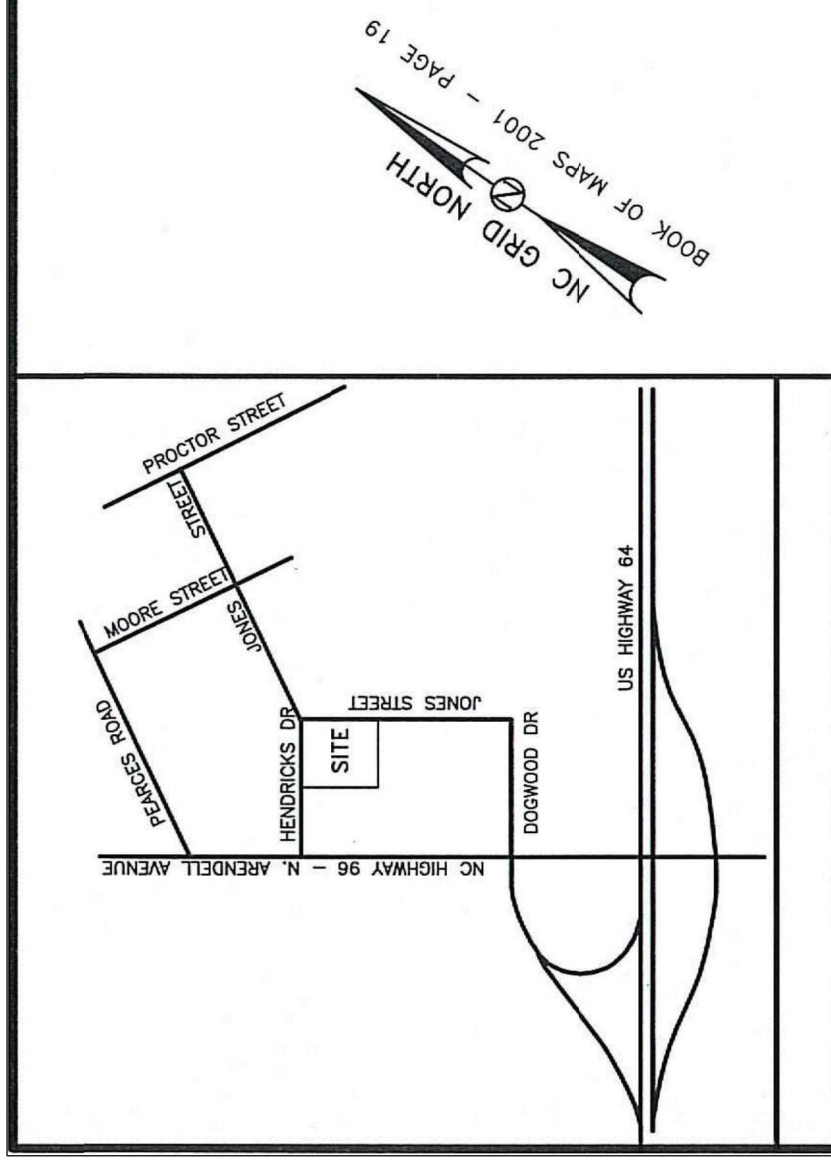 BOOK OF MAPS 2001 – PAGE 19
NC GRID NORTH
N
PROCTOR STREET
STREET
MOORE STREET
JONES
PEARCES ROAD
HENDRICKS DR
SITE
JONES STREET
DOGWOOD DR
US HIGHWAY 64
NC HIGHWAY 96 – N. ARENDELL AVENUE